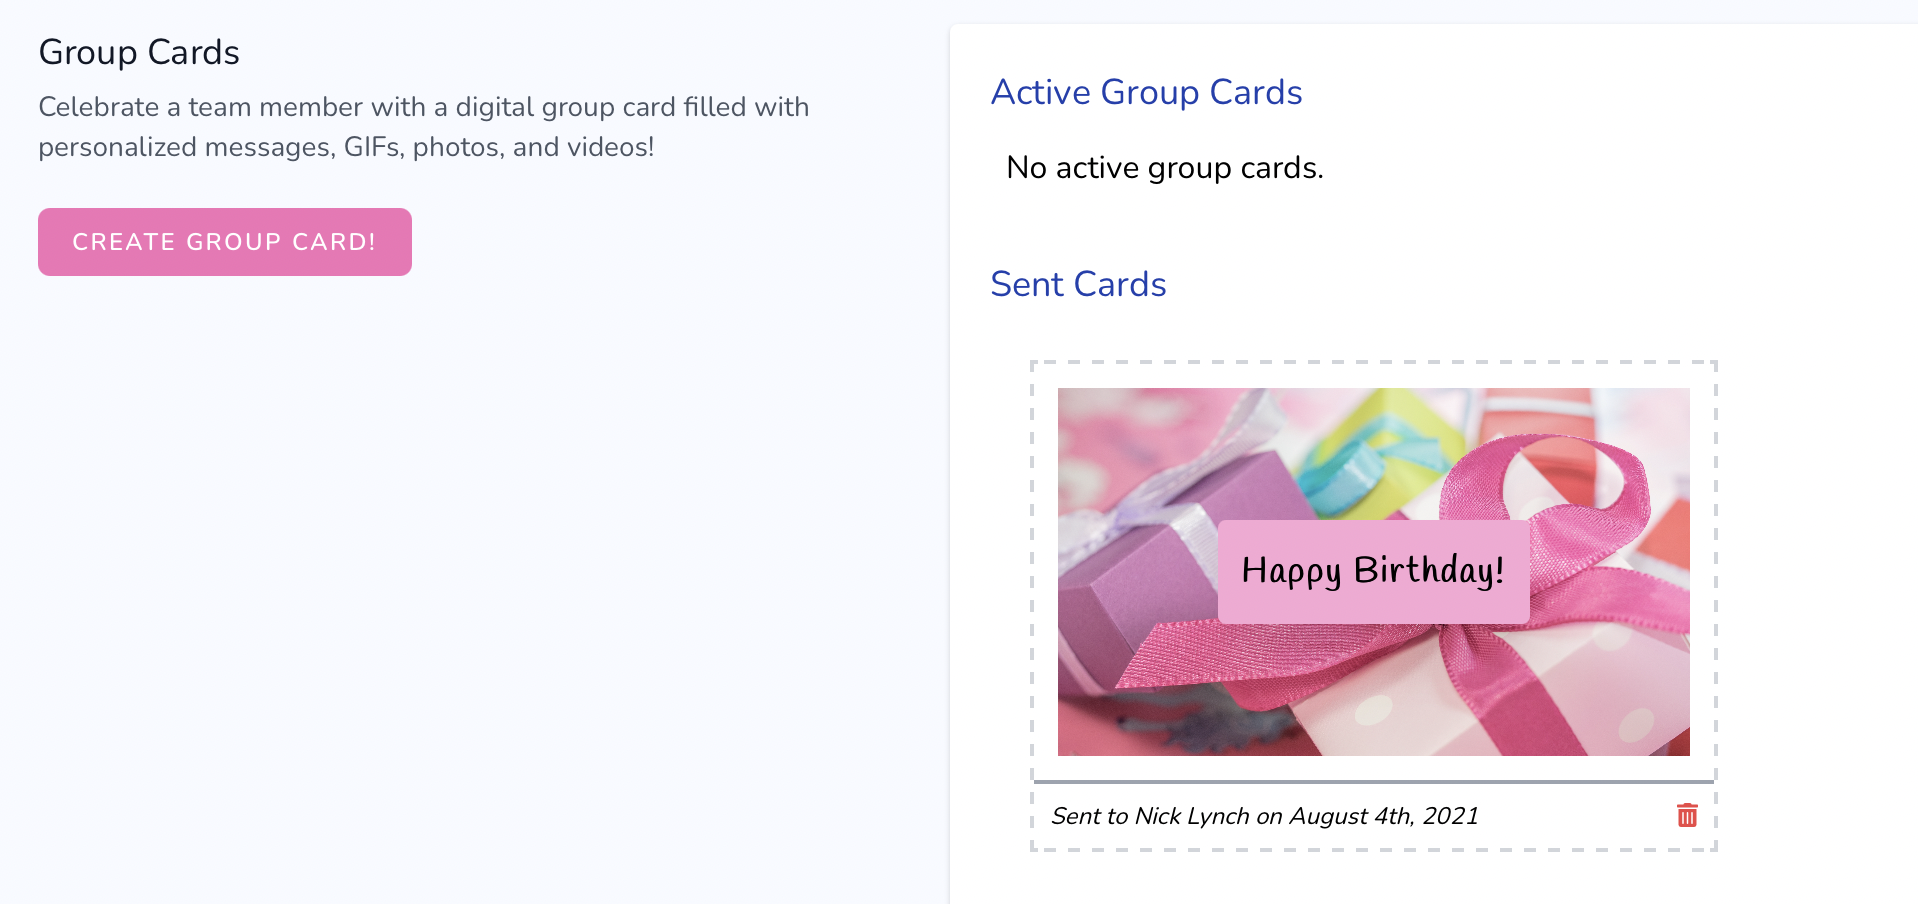 Group Cards
Celebrate a team member with a digital group card filled with
personalized messages, GIFs, photos, and videos!
CREATE GROUP CARD!
Active Group Cards
No active group cards.
Sent Cards
Happy Birthday!
Sent to Nick Lynch on August 4th, 2021